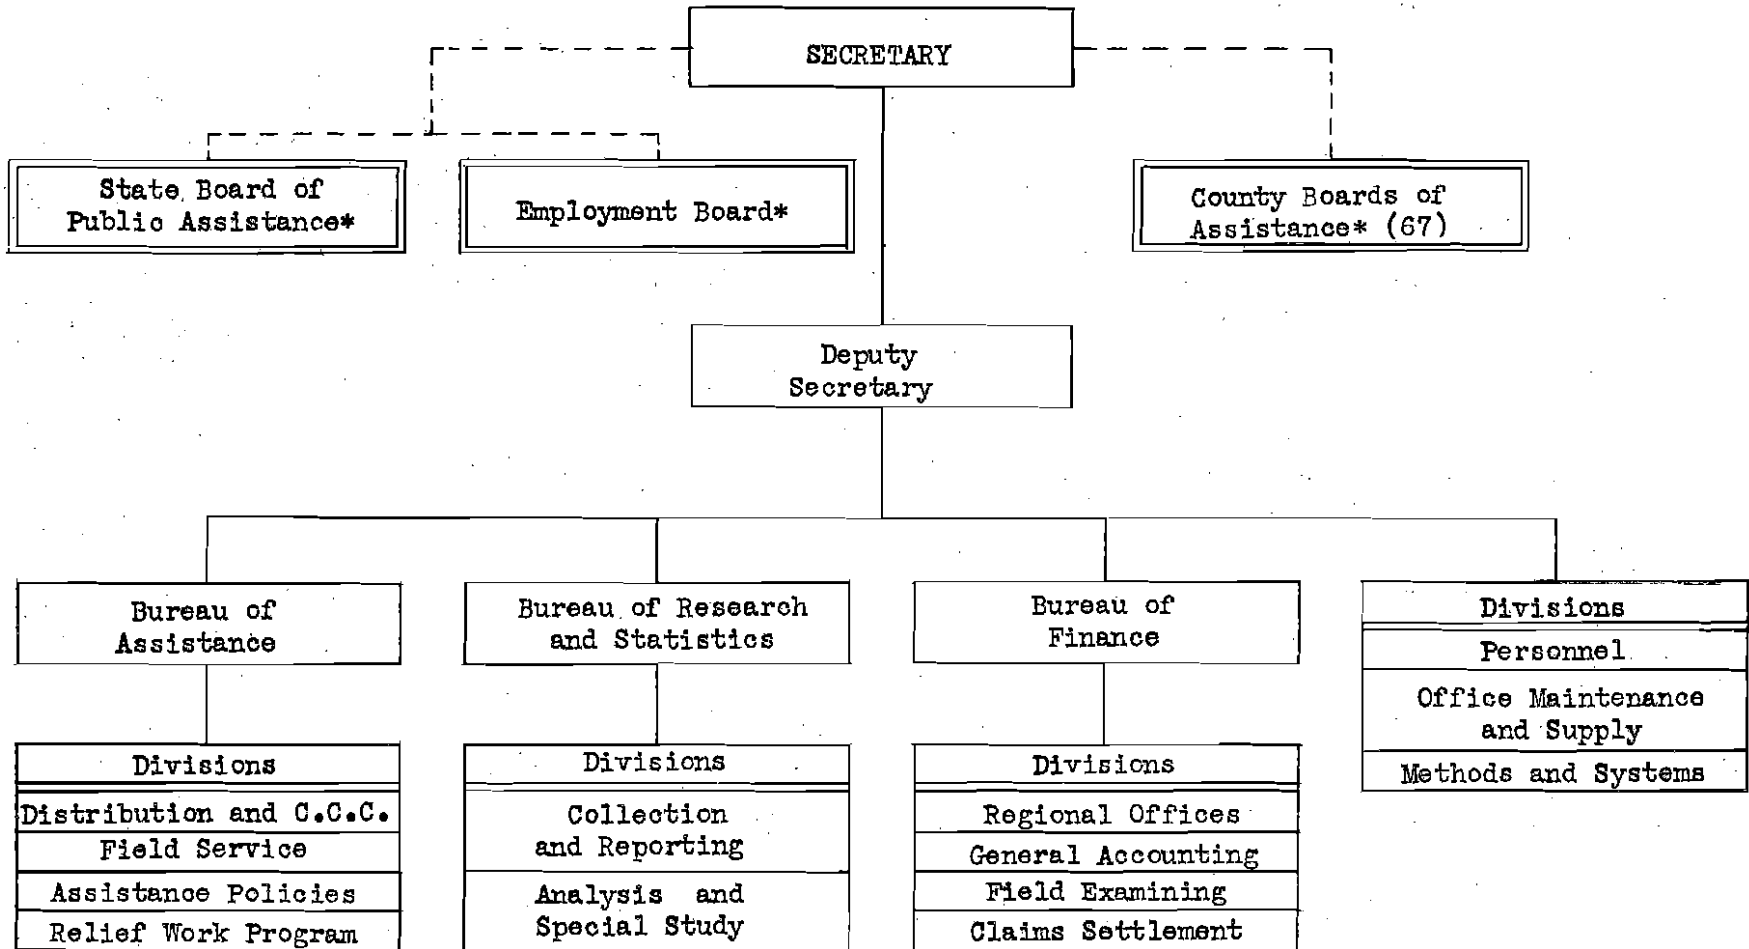 SECRETARY
State Board of
Public Assistance*
Employment Board*
County Boards of
Assistance* (67)
Deputy
Secretary
Bureau of
Assistance
Bureau of Research
and Statistics
Bureau of
Finance
Divisions
Personnel
Office Maintenance
and Supply
Methods and Systems
Divisions
Distribution and C.C.C.
Field Service
Assistance Policies
Relief Work Program
Divisions
Collection
and Reporting
Analysis and
Special Study
Divisions
Regional Offices
General Accounting
Field Examining
Claims Settlement